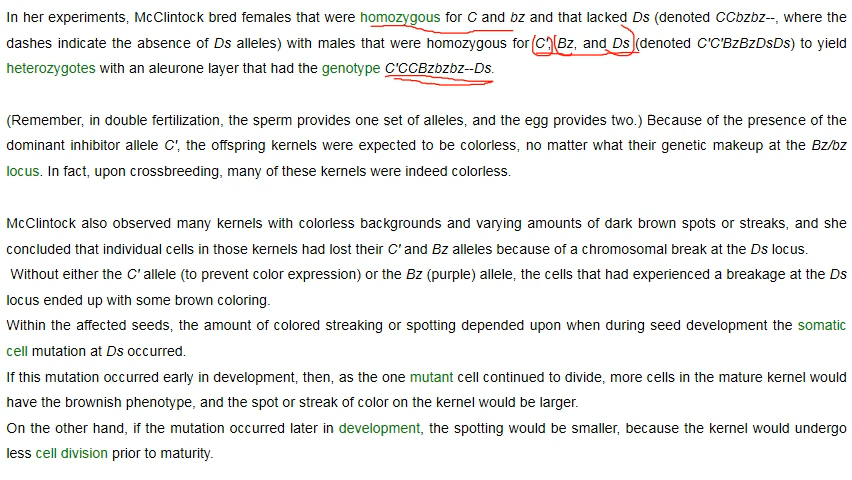 In her experiments, McClintock bred females that were homozygous for C and bz and that lacked Ds (denoted CCbzbz--, where the
dashes indicate the absence of Ds alleles) with males that were homozygous for C', Bz, and Ds (denoted C'C'BzBzDsDs) to yield
heterozygotes with an aleurone layer that had the genotype C'CCBzbzbz--Ds.
(Remember, in double fertilization, the sperm provides one set of alleles, and the egg provides two.) Because of the presence of the
dominant inhibitor allele C', the offspring kernels were expected to be colorless, no matter what their genetic makeup at the Bz/bz
locus. In fact, upon crossbreeding, many of these kernels were indeed colorless.
McClintock also observed many kernels with colorless backgrounds and varying amounts of dark brown spots or streaks, and she
concluded that individual cells in those kernels had lost their C' and Bz alleles because of a chromosomal break at the Ds locus.
Without either the C' allele (to prevent color expression) or the Bz (purple) allele, the cells that had experienced a breakage at the Ds
locus ended up with some brown coloring.
Within the affected seeds, the amount of colored streaking or spotting depended upon when during seed development the somatic
cell mutation at Ds occurred.
If this mutation occurred early in development, then, as the one mutant cell continued to divide, more cells in the mature kernel would
have the brownish phenotype, and the spot or streak of color on the kernel would be larger.
On the other hand, if the mutation occurred later in development, the spotting would be smaller, because the kernel would undergo
less cell division prior to maturity.